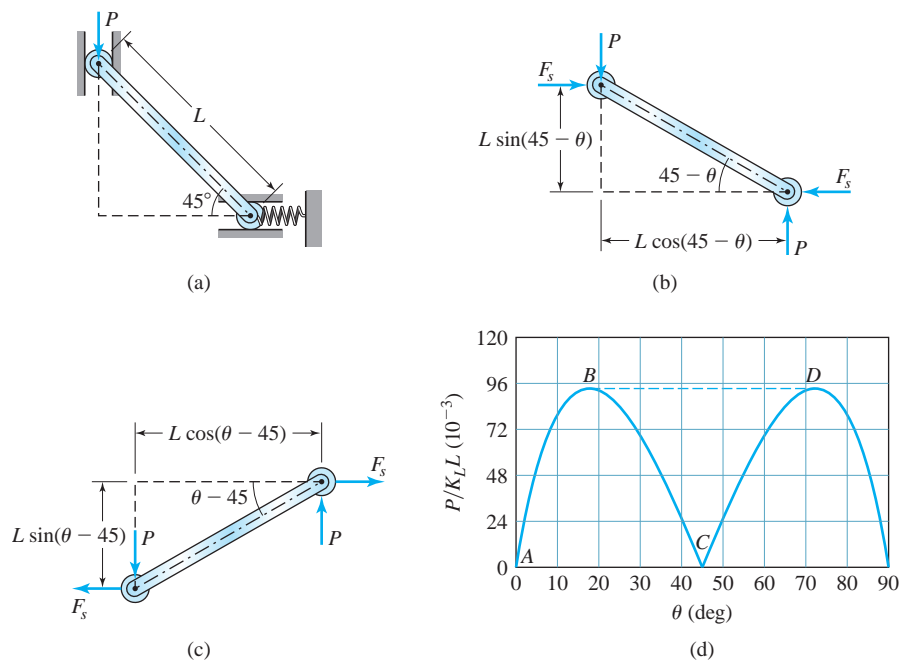 P
L
45°
(a)
P
F_s
L sin(45 – θ)
45 – θ
F_s
L cos(45 – θ)
P
(b)
L cos(θ – 45)
F_s
θ – 45
L sin(θ – 45)
P
P
F_s
(c)
120
96
72
48
24
0
P/K_L L (10⁻³)
B
D
A
C
0 10 20 30 40 50 60 70 80 90
θ (deg)
(d)